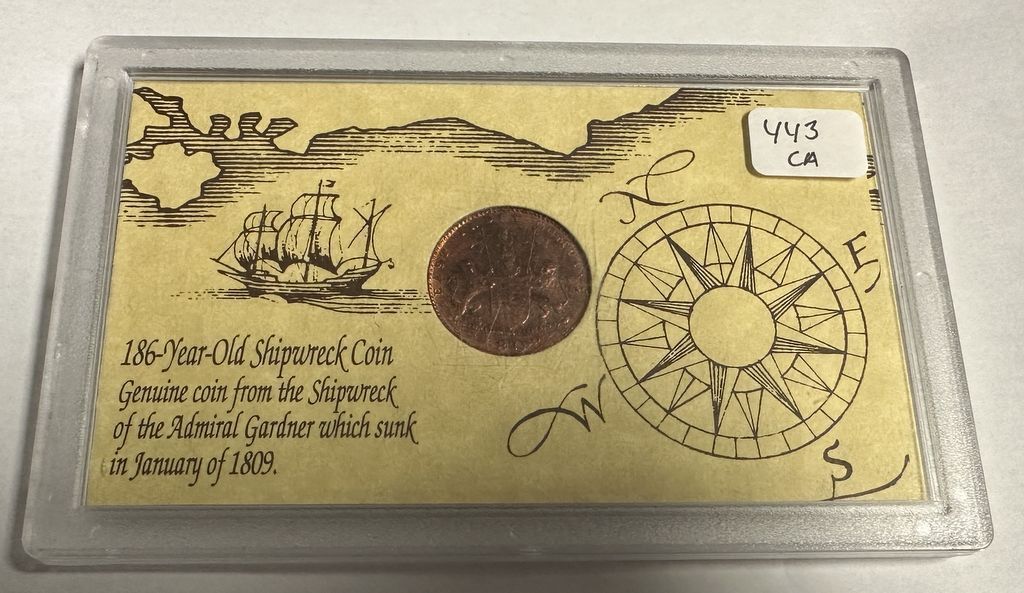 443
CA
N
E
186-Year-Old Shipwreck Coin
Genuine coin from the Shipwreck
of the Admiral Gardner which sunk
in January of 1809.
W
S